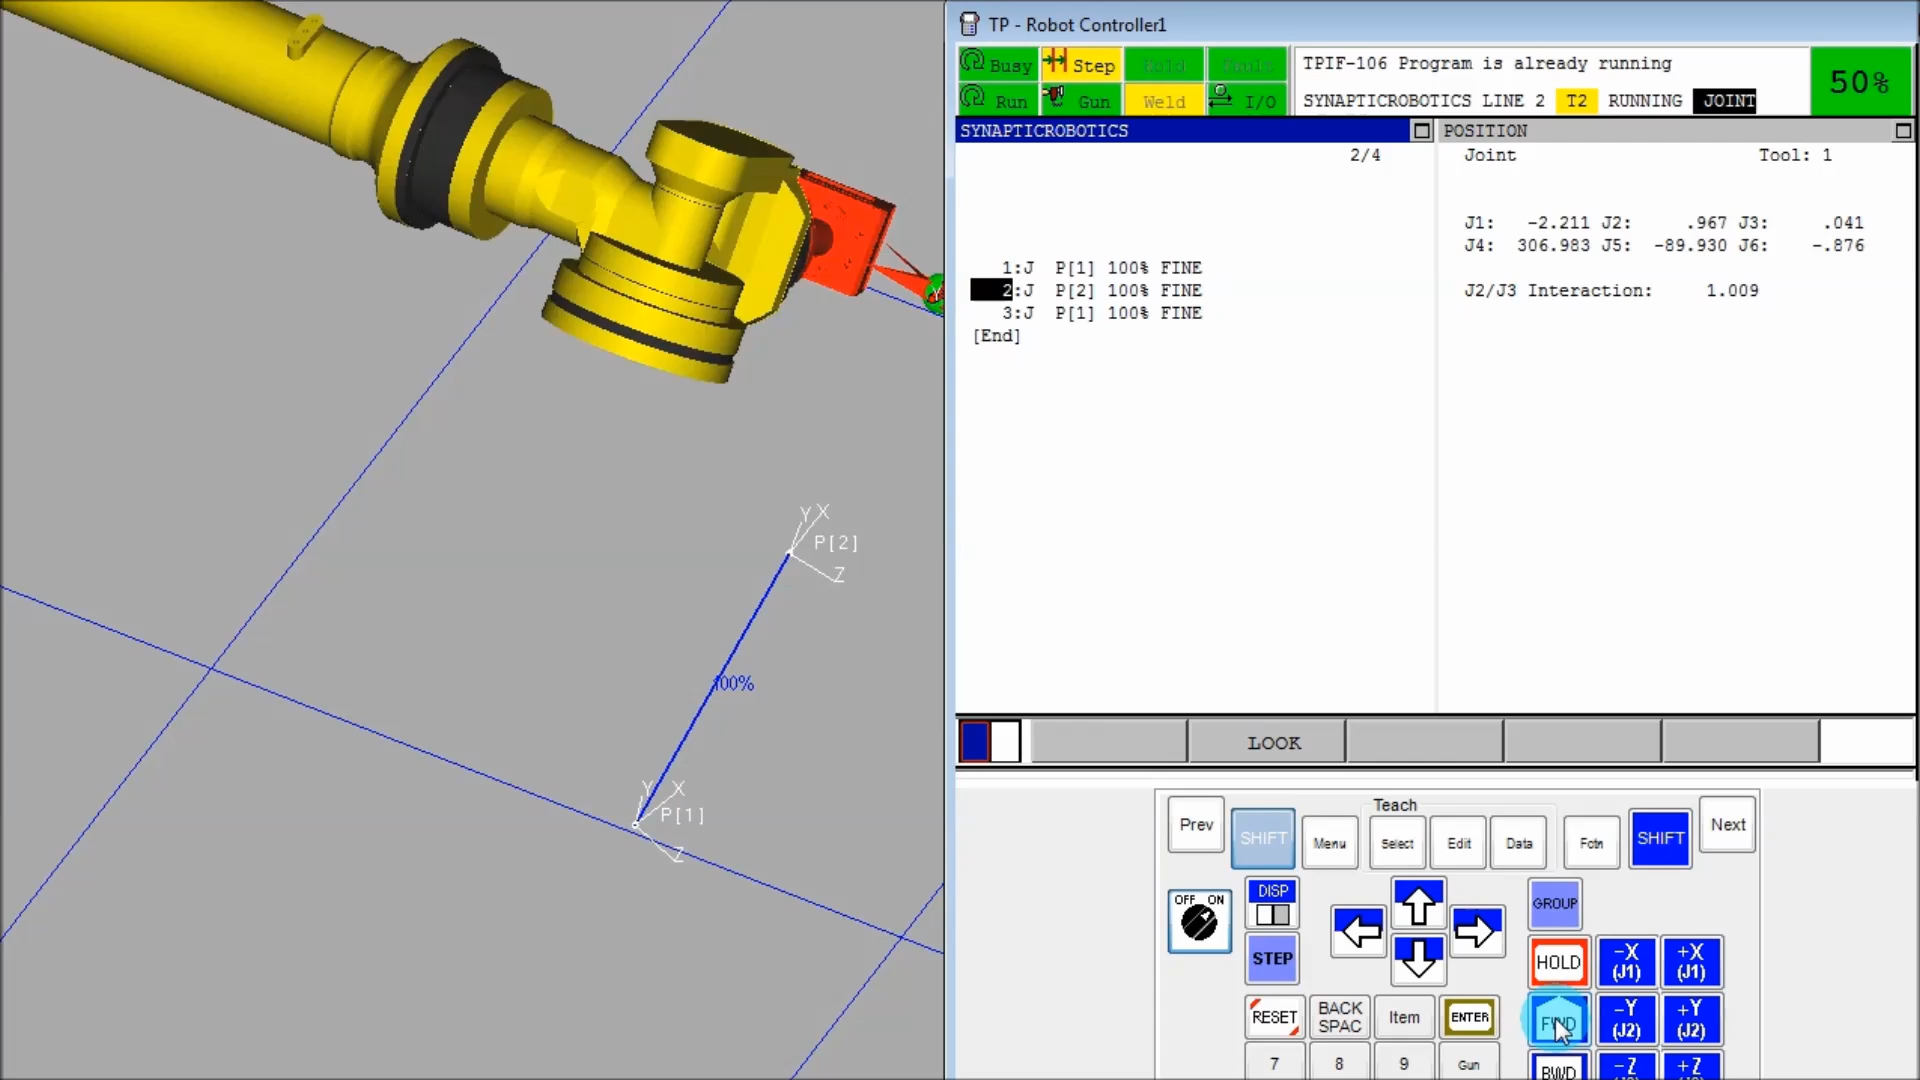 TP - Robot Controller1
Busy Step Hold Fault
Run Gun Weld I/O
TPIF-106 Program is already running
SYNAPTICROBOTICS LINE 2 T2 RUNNING JOINT
50%
SYNAPTICROBOTICS
2/4
1:J P[1] 100% FINE
2:J P[2] 100% FINE
3:J P[1] 100% FINE
[End]
POSITION
Joint Tool: 1
J1: -2.211 J2: .967 J3: .041
J4: 306.983 J5: -89.930 J6: -.876
J2/J3 Interaction: 1.009
Y X
P[2]
Z
100%
Y X
P[1]
Z
Y
LOOK
Teach
Prev SHIFT Menu Select Edit Data Fctn SHIFT Next
OFF ON
DISP
GROUP
STEP
HOLD
-X
(J1)
+X
(J1)
RESET
BACK
SPAC
Item
ENTER
FWD
-Y
(J2)
+Y
(J2)
7 8 9 Gun
BWD
-Z
+Z